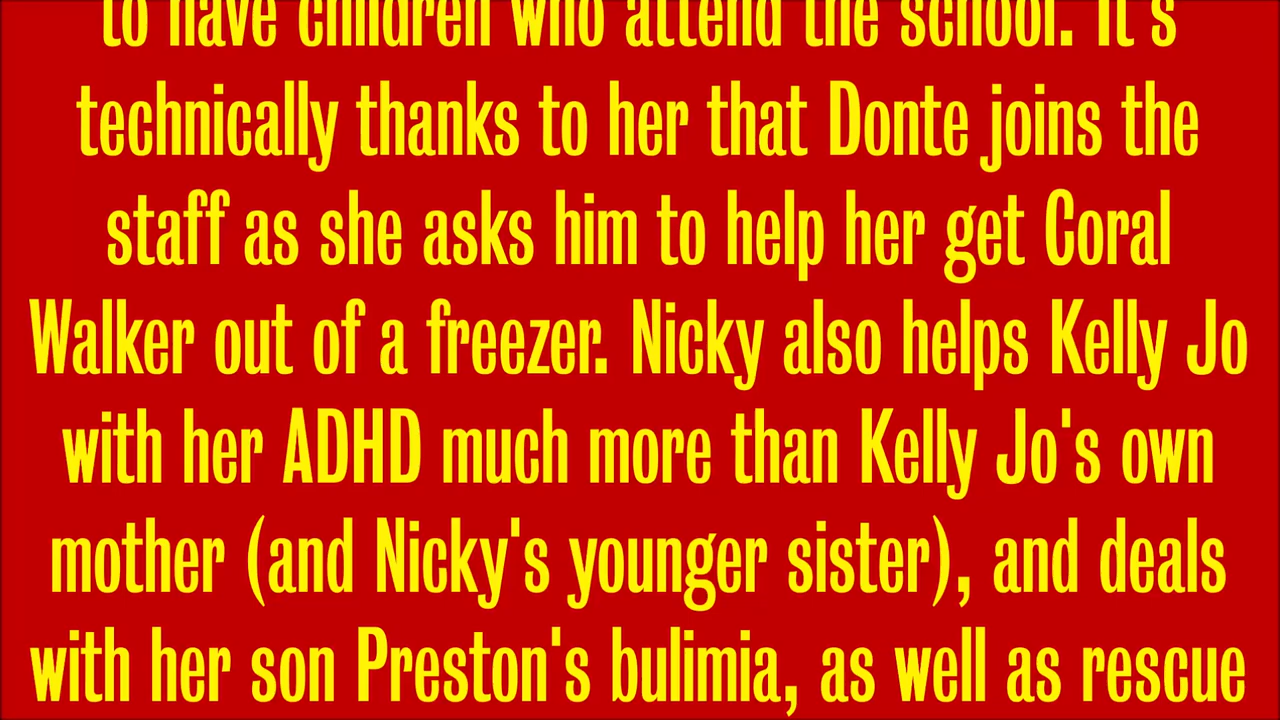 to have children who attend the school. It's
technically thanks to her that Donte joins the
staff as she asks him to help her get Coral
Walker out of a freezer. Nicky also helps Kelly Jo
with her ADHD much more than Kelly Jo's own
mother (and Nicky's younger sister), and deals
with her son Preston's bulimia, as well as rescue